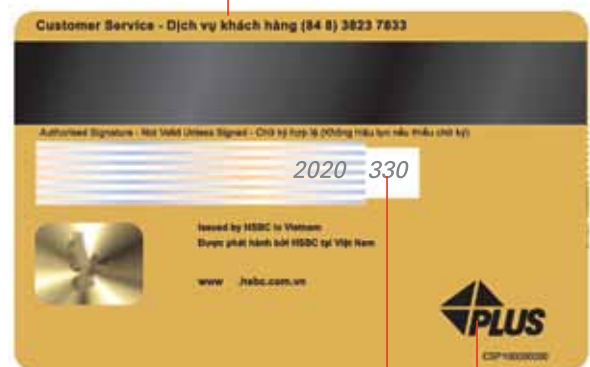 Customer Service - Dịch vụ khách hàng (84 8) 3823 7633
Authorised Signature - Not Valid Unless Signed - Chữ ký hợp lệ (Không hiệu lực nếu thiếu chữ ký)
2020 330
Issued by HSBC in Vietnam
Được phát hành bởi HSBC tại Việt Nam
www .hsbc.com.vn
PLUS